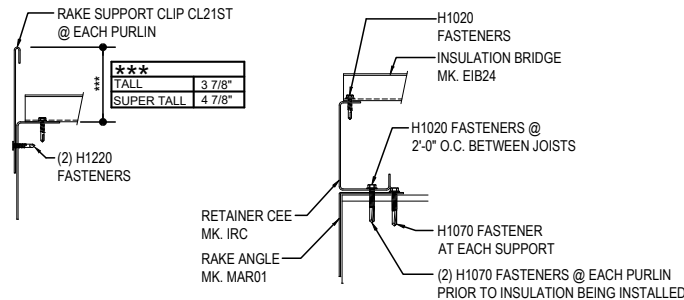 RAKE SUPPORT CLIP CL21ST
@ EACH PURLIN
***
***
TALL 3 7/8"
SUPER TALL 4 7/8"
(2) H1220
FASTENERS
H1020
FASTENERS
INSULATION BRIDGE
MK. EIB24
H1020 FASTENERS @
2'-0" O.C. BETWEEN JOISTS
RETAINER CEE
MK. IRC
RAKE ANGLE
MK. MAR01
H1070 FASTENER
AT EACH SUPPORT
(2) H1070 FASTENERS @ EACH PURLIN
PRIOR TO INSULATION BEING INSTALLED